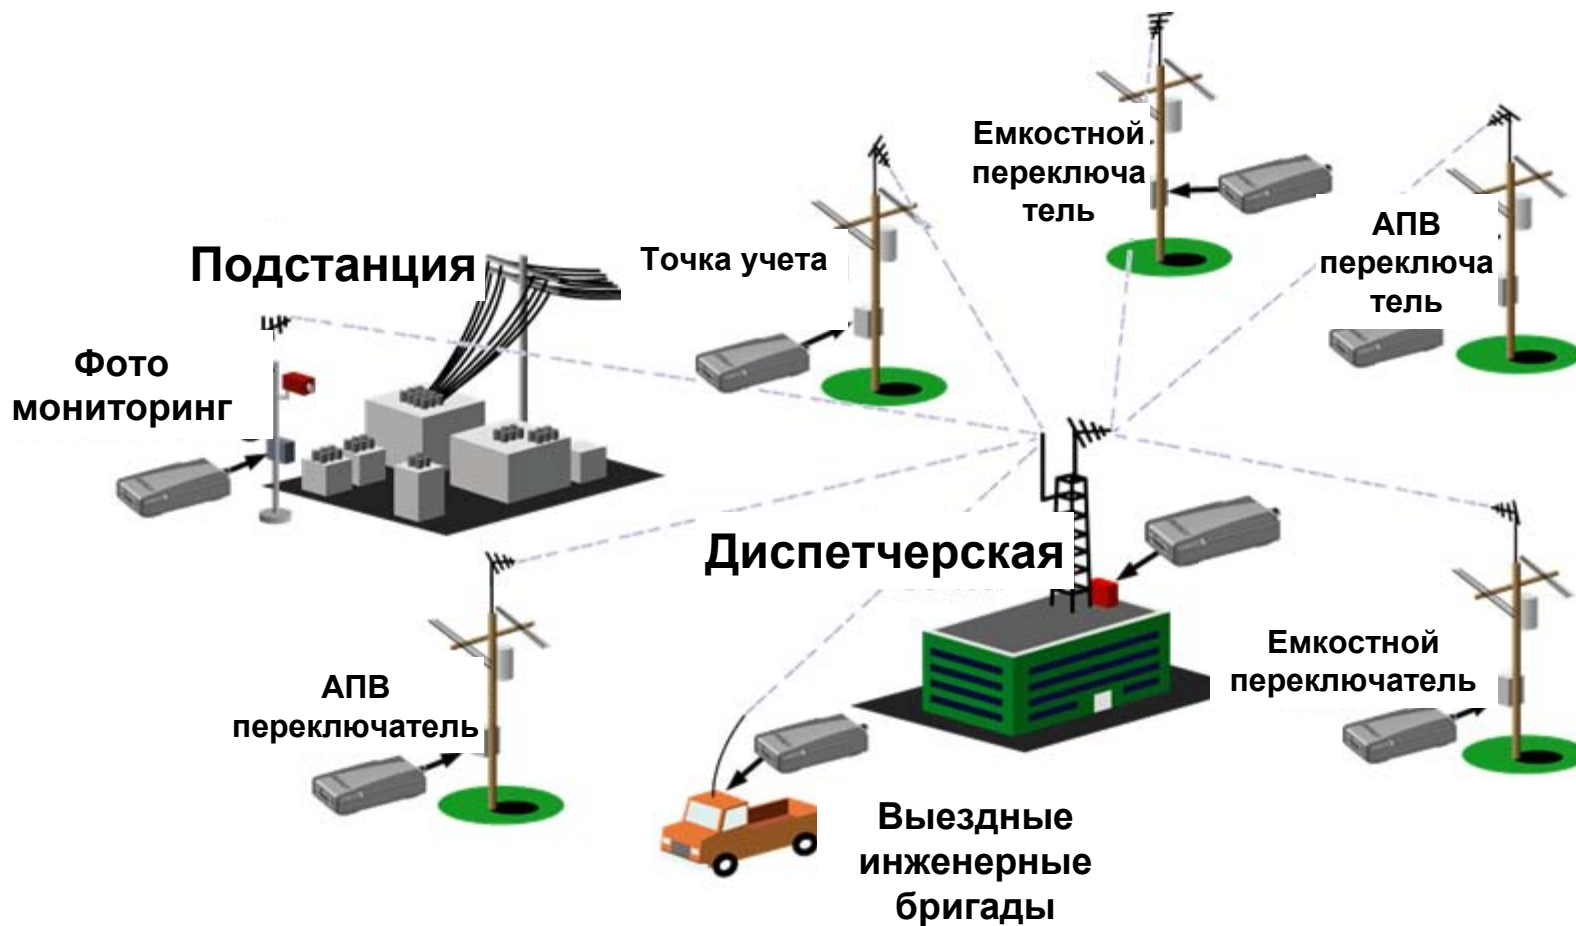 Емкостной
переключа
тель
АПВ
переключа
тель
Точка учета
Подстанция
Фото
мониторинг
Диспетчерская
Емкостной
переключатель
АПВ
переключатель
Выездные
инженерные
бригады